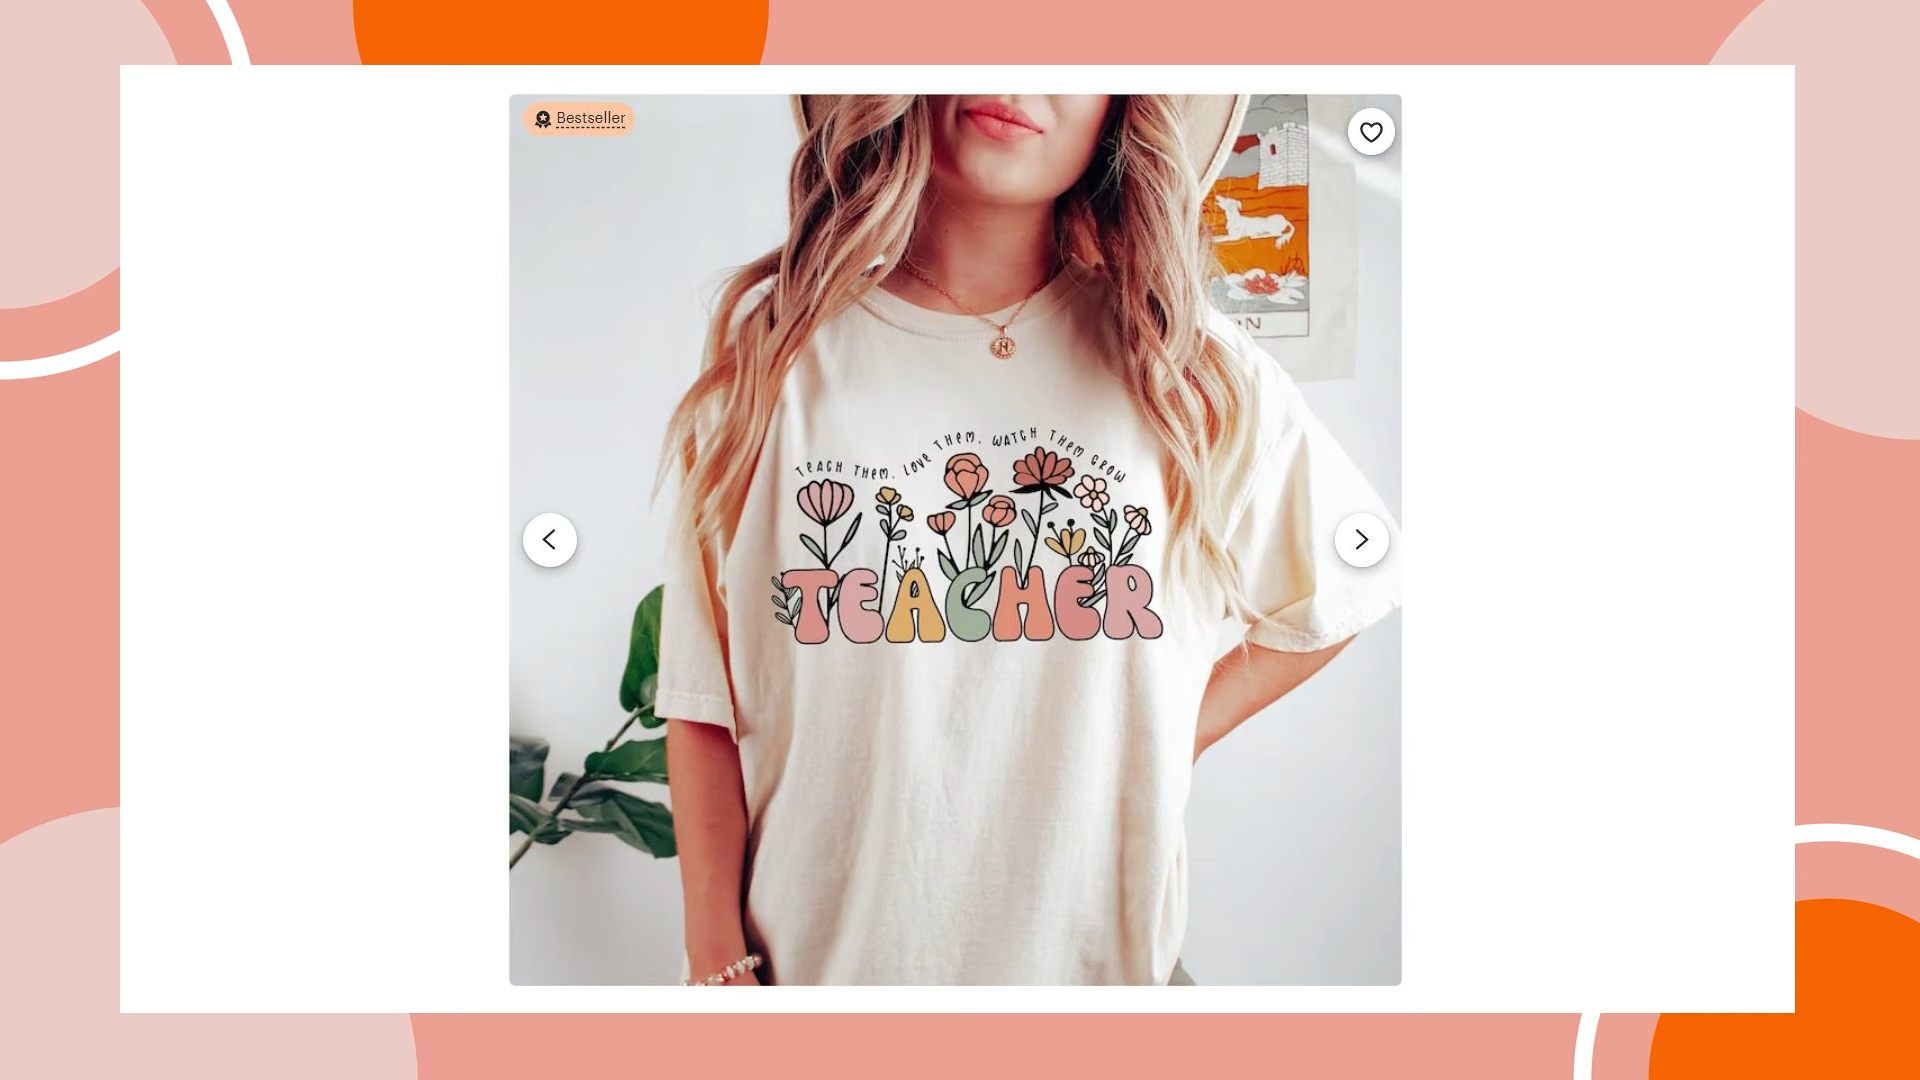 Bestseller
TEACH THEM. LOVE THEM. WATCH THEM GROW
TEACHER
H